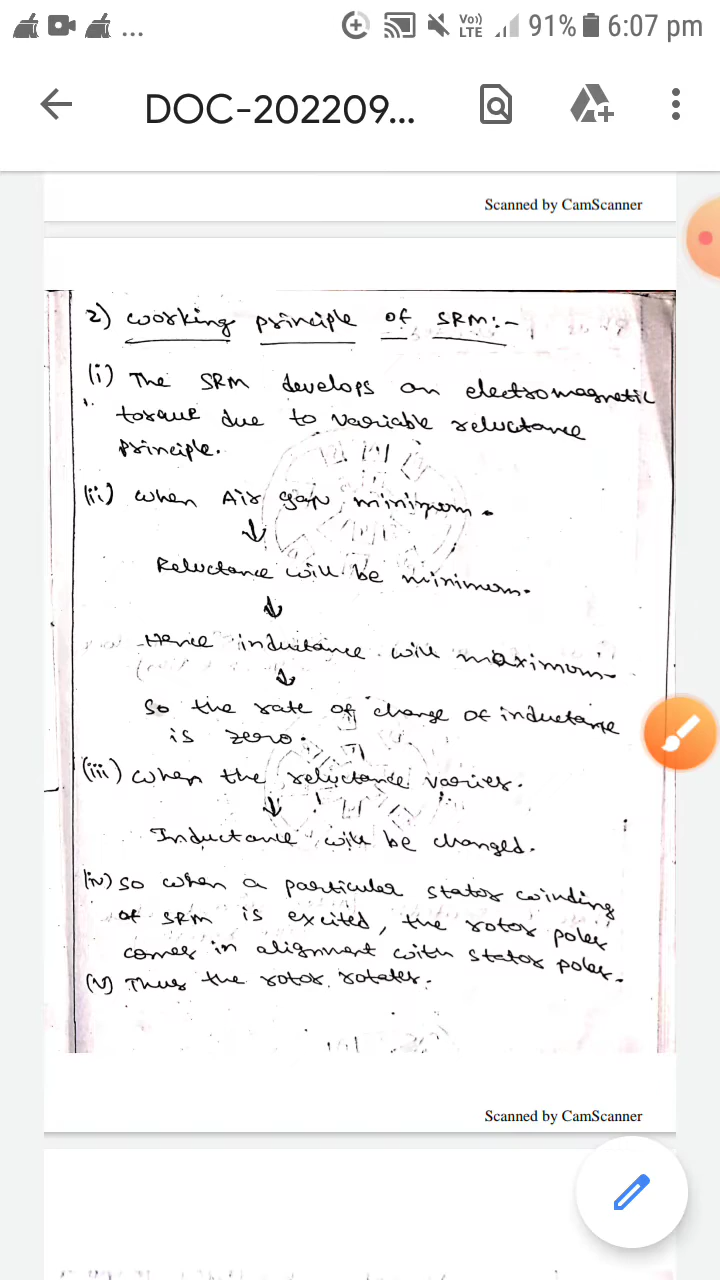 ... Vo)) LTE 91% 6:07 pm
DOC-202209...
Scanned by CamScanner
2) working principle of SRM:-
(i) The SRM develops an electromagnetic
torque due to variable reluctance
principle.
(ii) when Air gap minimum.
↓
Reluctance will be minimum.
↓
Hence inductance will maximum.
↓
So the rate of change of inductance
is zero.
(iii) when the reluctance varies.
↓
Inductance will be changed.
(iv) so when a particular stator winding
of SRM is excited, the rotor poles
comes in alignment with stator poles.
(v) Thus the rotor rotates.
Scanned by CamScanner